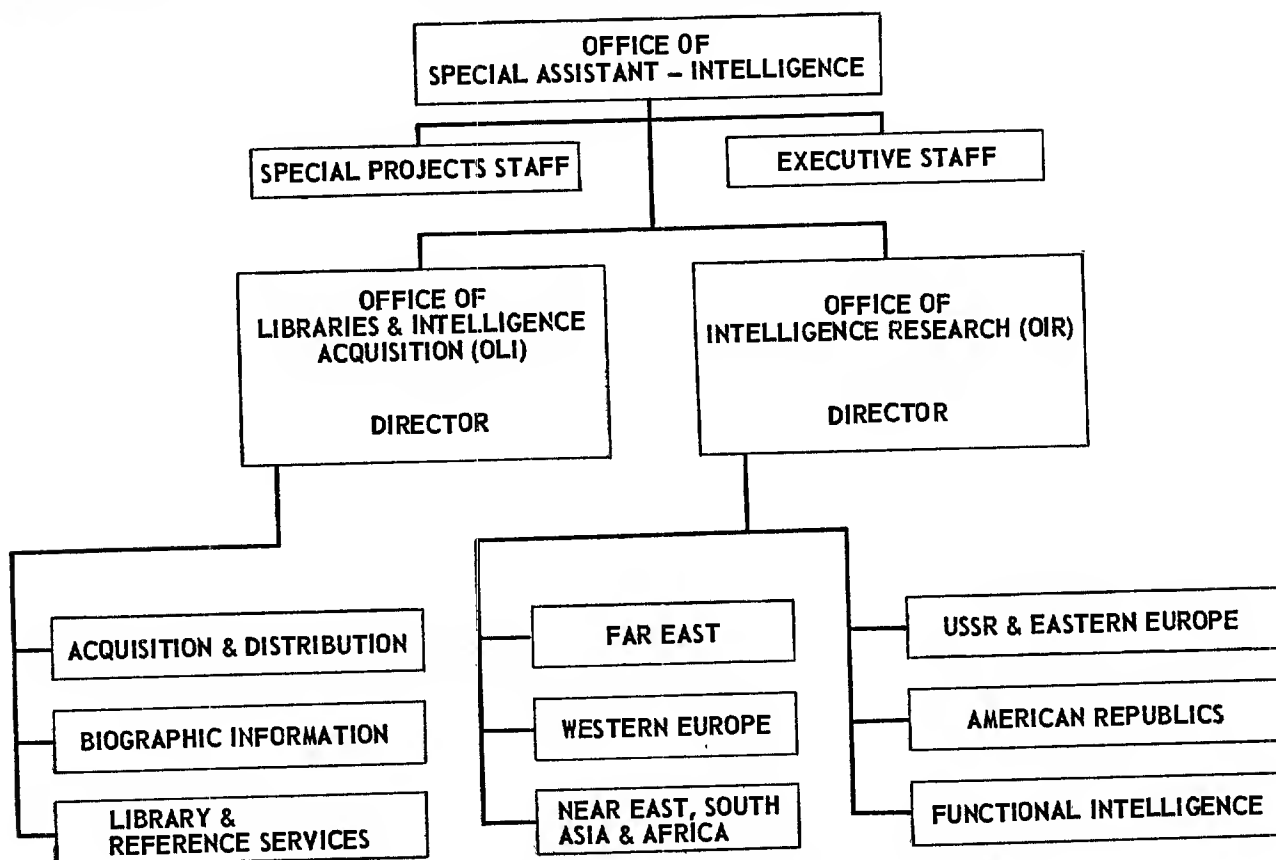 OFFICE OF
SPECIAL ASSISTANT – INTELLIGENCE
SPECIAL PROJECTS STAFF
EXECUTIVE STAFF
OFFICE OF
LIBRARIES & INTELLIGENCE
ACQUISITION (OLI)
DIRECTOR
OFFICE OF
INTELLIGENCE RESEARCH (OIR)
DIRECTOR
ACQUISITION & DISTRIBUTION
BIOGRAPHIC INFORMATION
LIBRARY &
REFERENCE SERVICES
FAR EAST
WESTERN EUROPE
NEAR EAST, SOUTH
ASIA & AFRICA
USSR & EASTERN EUROPE
AMERICAN REPUBLICS
FUNCTIONAL INTELLIGENCE